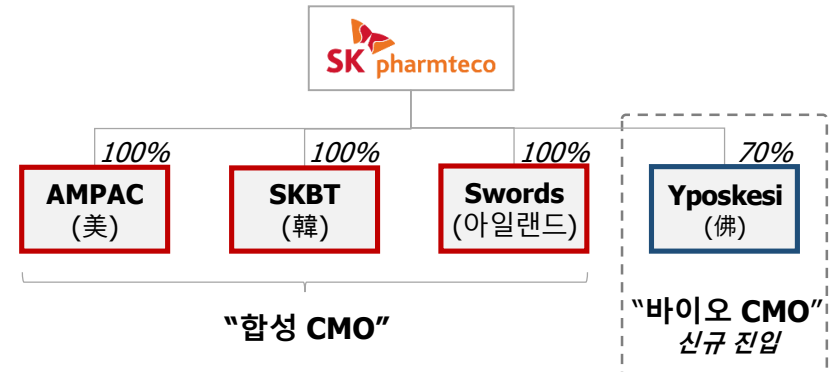 SK pharmteco
100% 100% 100% 70%
AMPAC SKBT Swords Yposkesi
(美) (韓) (아일랜드) (佛)
“합성 CMO” “바이오 CMO”
신규 진입